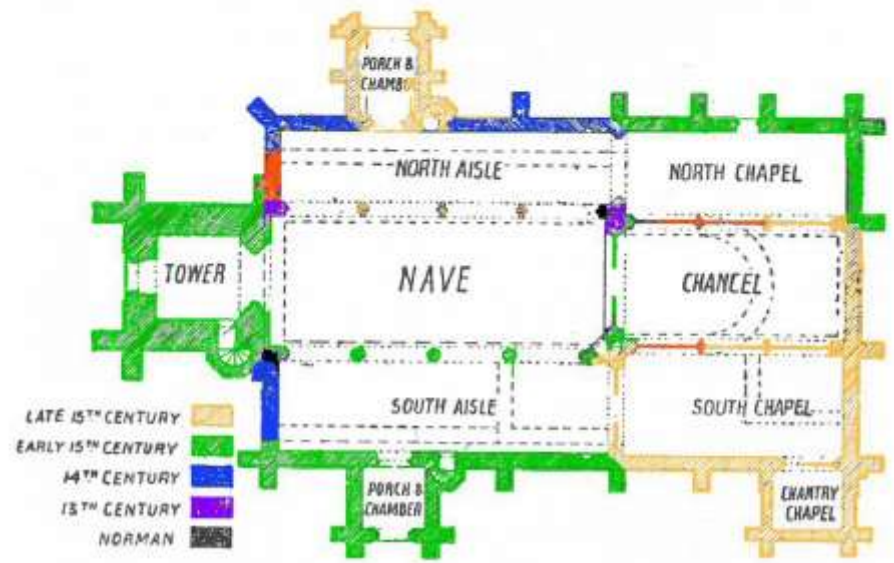 PORCH &
CHAMBᵒ
NORTH AISLE
NORTH CHAPEL
TOWER
NAVE
CHANCEL
SOUTH AISLE
SOUTH CHAPEL
PORCH &
CHAMBER
CHANTRY
CHAPEL
LATE 15TH CENTURY
EARLY 15TH CENTURY
14TH CENTURY
13TH CENTURY
NORMAN